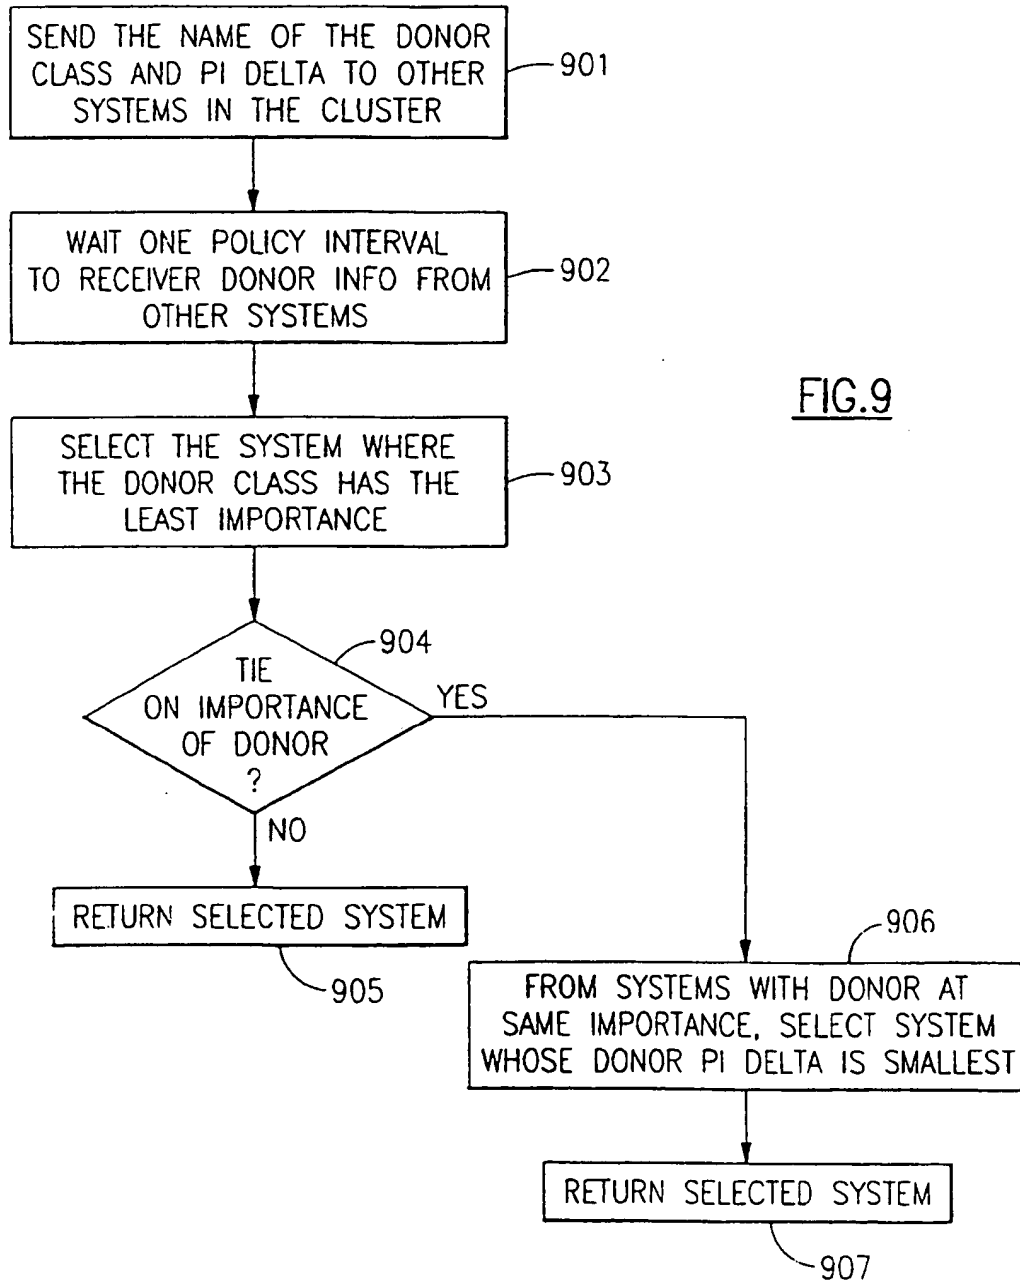 SEND THE NAME OF THE DONOR
CLASS AND PI DELTA TO OTHER
SYSTEMS IN THE CLUSTER
901
WAIT ONE POLICY INTERVAL
TO RECEIVER DONOR INFO FROM
OTHER SYSTEMS
902
FIG.9
SELECT THE SYSTEM WHERE
THE DONOR CLASS HAS THE
LEAST IMPORTANCE
903
904
TIE
ON IMPORTANCE
OF DONOR
?
YES
NO
RETURN SELECTED SYSTEM
905
906
FROM SYSTEMS WITH DONOR AT
SAME IMPORTANCE, SELECT SYSTEM
WHOSE DONOR PI DELTA IS SMALLEST
RETURN SELECTED SYSTEM
907